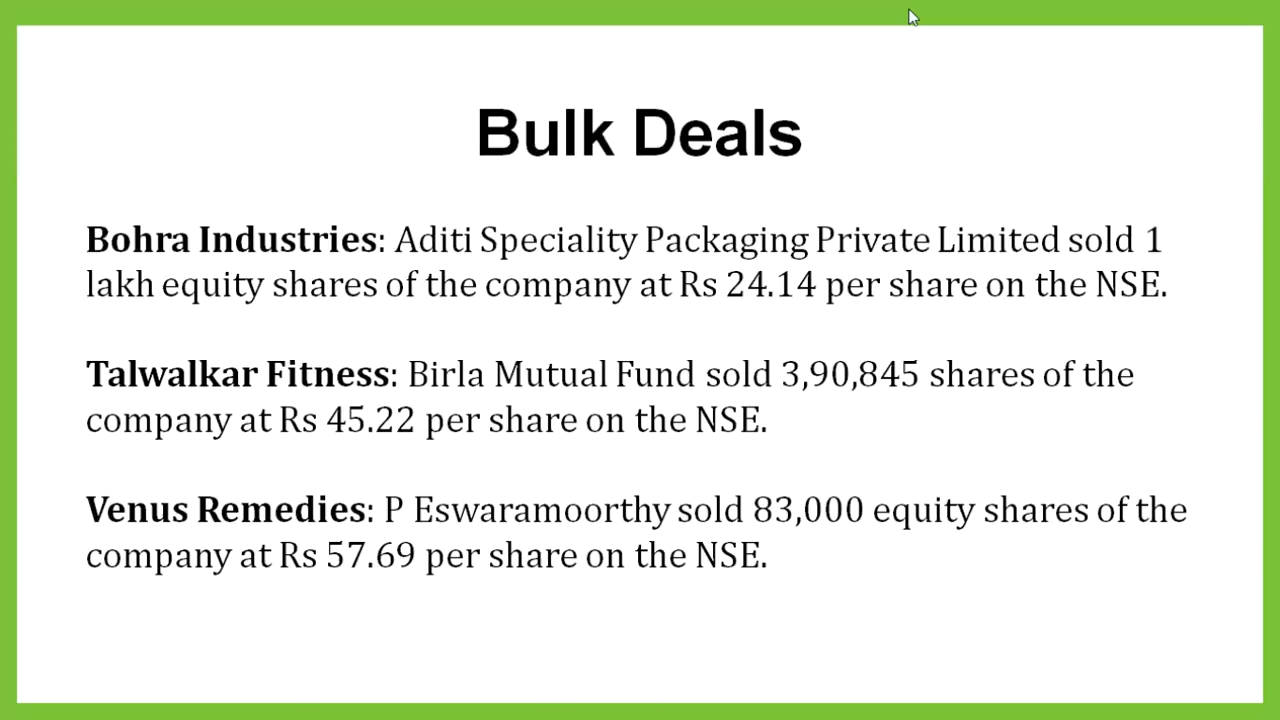 Bulk Deals
Bohra Industries: Aditi Speciality Packaging Private Limited sold 1
lakh equity shares of the company at Rs 24.14 per share on the NSE.
Talwalkar Fitness: Birla Mutual Fund sold 3,90,845 shares of the
company at Rs 45.22 per share on the NSE.
Venus Remedies: P Eswaramoorthy sold 83,000 equity shares of the
company at Rs 57.69 per share on the NSE.